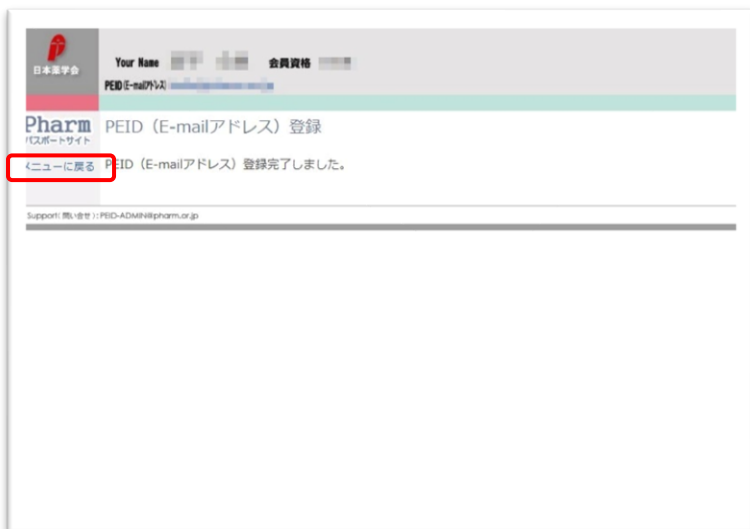 日本薬学会
Your Name 会員資格
PEID(E-mailアドレス)
Pharm
パスポートサイト
PEID（E-mailアドレス）登録
メニューに戻る
PEID（E-mailアドレス）登録完了しました。
Support( 問い合せ ): PEID-ADMIN@pharm.or.jp